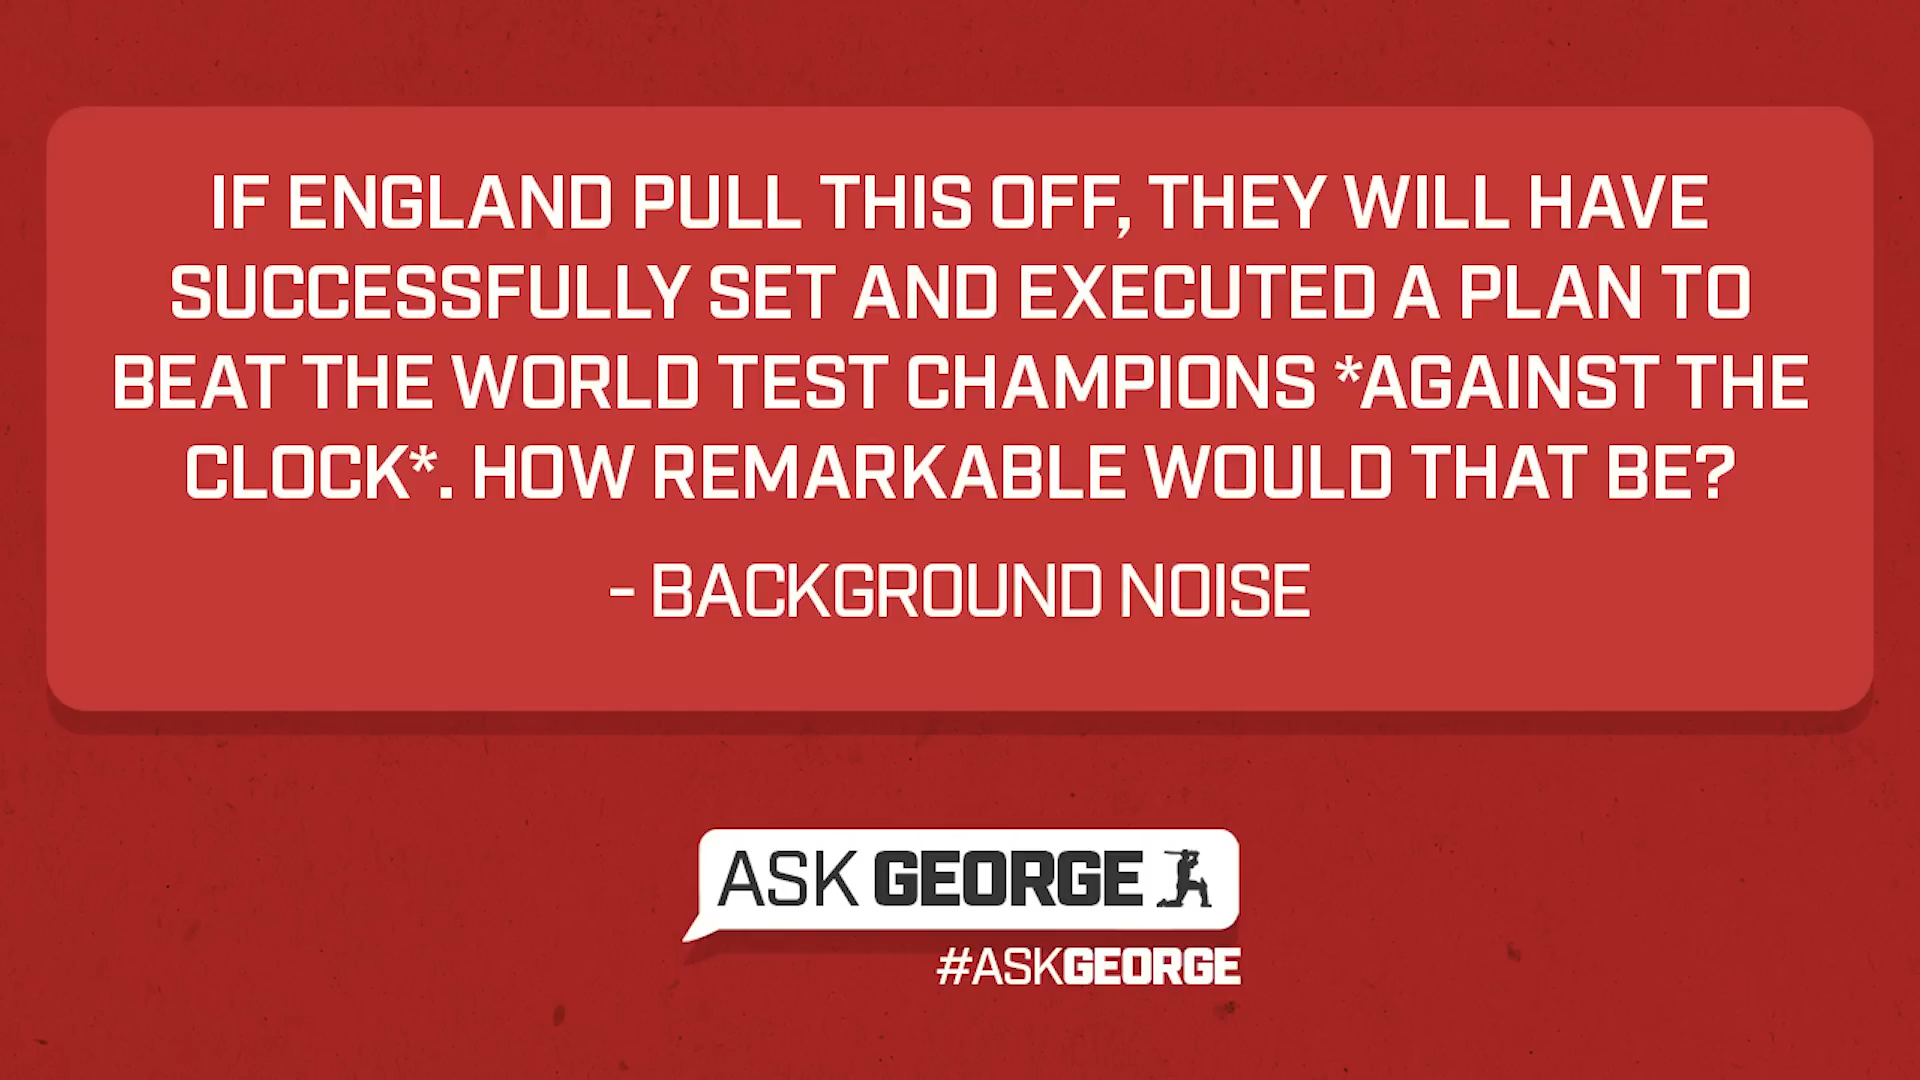 IF ENGLAND PULL THIS OFF, THEY WILL HAVE
SUCCESSFULLY SET AND EXECUTED A PLAN TO
BEAT THE WORLD TEST CHAMPIONS *AGAINST THE
CLOCK*. HOW REMARKABLE WOULD THAT BE?
- BACKGROUND NOISE
ASK GEORGE
#ASKGEORGE